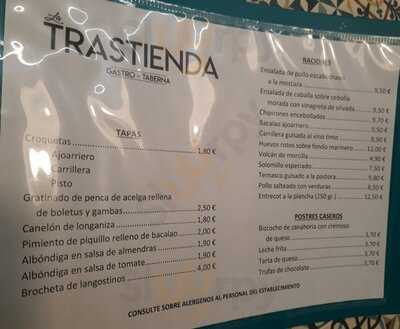 La
TRASTIENDA
GASTRO - TABERNA
TAPAS
Croquetas 1,80 €
Ajoarriero
Carrillera
Pisto
Gratinado de penca de acelga rellena
de boletus y gambas 2,50 €
Canelón de longaniza 1,80 €
Pimiento de piquillo relleno de bacalao 2,00 €
Albóndiga en salsa de almendras 1,90 €
Albóndiga en salsa de tomate 1,90 €
Brocheta de langostinos 4,00 €
RACIONES
Ensalada de pollo escabechado
a la mostaza 9,50 €
Ensalada de caballa sobre cebolla
morada con vinagreta de olivada 9,50 €
Chipirones encebollados 9,70 €
Bacalao ajoarriero 9,50 €
Carrillera guisada al vino tinto 8,90 €
Huevos rotos sobre fondo marinero 12,00 €
Volcán de morcilla 4,90 €
Solomillo especiado 7,50 €
Ternasco guisado a la pastora 9,80 €
Pollo salteado con verduras 8,50 €
Entrecot a la plancha (250 gr.) 12,50 €
POSTRES CASEROS
Bizcocho de zanahoria con cremoso
de queso 3,70 €
Leche frita 3,70 €
Tarta de queso 3,70 €
Trufas de chocolate 3,70 €
CONSULTE SOBRE ALERGENOS AL PERSONAL DEL ESTABLECIMIENTO